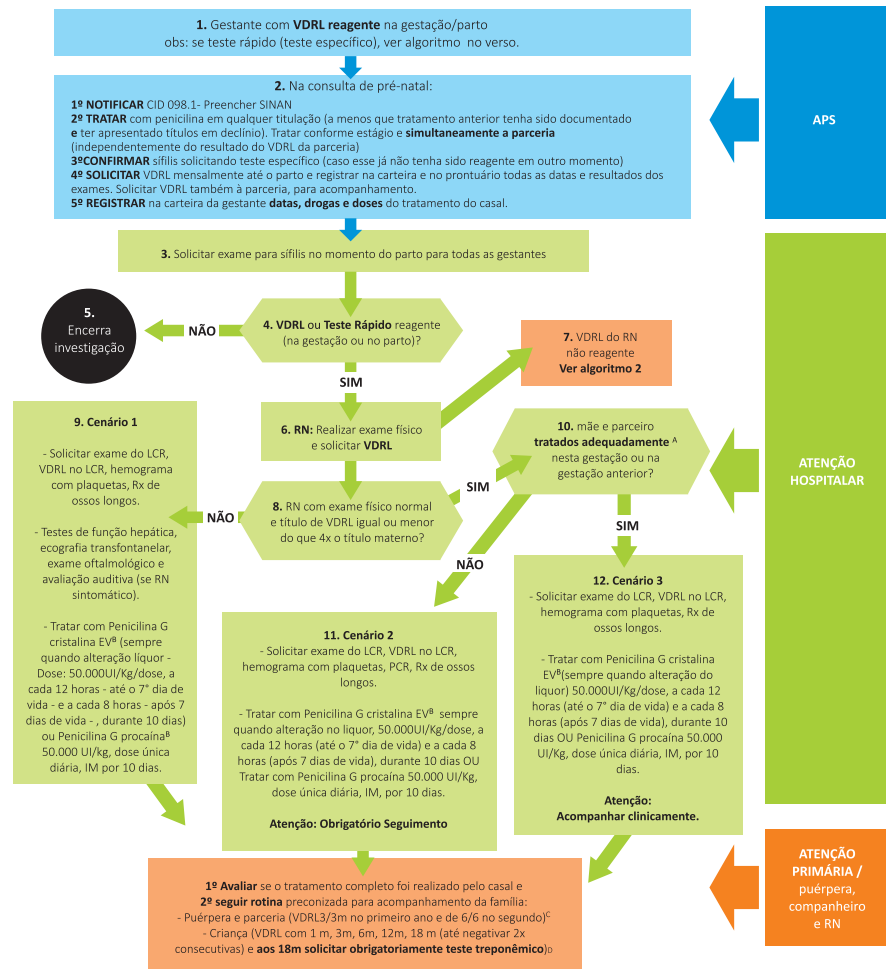 1. Gestante com VDRL reagente na gestação/parto
obs: se teste rápido (teste específico), ver algoritmo no verso.
2. Na consulta de pré-natal:
1º NOTIFICAR CID 098.1- Preencher SINAN
2º TRATAR com penicilina em qualquer titulação (a menos que tratamento anterior tenha sido documentado
e ter apresentado títulos em declínio). Tratar conforme estágio e simultaneamente a parceria
(independentemente do resultado do VDRL da parceria)
3ºCONFIRMAR sífilis solicitando teste específico (caso esse já não tenha sido reagente em outro momento)
4º SOLICITAR VDRL mensalmente até o parto e registrar na carteira e no prontuário todas as datas e resultados dos
exames. Solicitar VDRL também à parceria, para acompanhamento.
5º REGISTRAR na carteira da gestante datas, drogas e doses do tratamento do casal.
APS
3. Solicitar exame para sífilis no momento do parto para todas as gestantes
4. VDRL ou Teste Rápido reagente
(na gestação ou no parto)?
NÃO
5.
Encerra
investigação
SIM
6. RN: Realizar exame físico
e solicitar VDRL
7. VDRL do RN
não reagente
Ver algoritmo 2
8. RN com exame físico normal
e título de VDRL igual ou menor
do que 4x o título materno?
NÃO
SIM
9. Cenário 1
- Solicitar exame do LCR,
VDRL no LCR, hemograma
com plaquetas, Rx de
ossos longos.
- Testes de função hepática,
ecografia transfontanelar,
exame oftalmológico e
avaliação auditiva (se RN
sintomático).
- Tratar com Penicilina G
cristalina EVᴮ (sempre
quando alteração líquor -
Dose: 50.000UI/Kg/dose, a
cada 12 horas - até o 7° dia de
vida - e a cada 8 horas - após 7
dias de vida - , durante 10 dias)
ou Penicilina G procaínaᴮ
50.000 UI/kg, dose única
diária, IM por 10 dias.
10. mãe e parceiro
tratados adequadamente ᴬ
nesta gestação ou na
gestação anterior?
NÃO
SIM
11. Cenário 2
- Solicitar exame do LCR, VDRL no LCR,
hemograma com plaquetas, PCR, Rx de ossos
longos.
- Tratar com Penicilina G cristalina EVᴮ sempre
quando alteração no liquor, 50.000UI/Kg/dose, a
cada 12 horas (até o 7° dia de vida) e a cada 8
horas (após 7 dias de vida), durante 10 dias OU
Tratar com Penicilina G procaína 50.000 UI/Kg,
dose única diária, IM, por 10 dias.
Atenção: Obrigatório Seguimento
12. Cenário 3
- Solicitar exame do LCR, VDRL no LCR,
hemograma com plaquetas, Rx de
ossos longos.
- Tratar com Penicilina G cristalina
EVᴮ(sempre quando alteração do
liquor) 50.000UI/Kg/dose, a cada 12
horas (até o 7° dia de vida) e a cada 8
horas (após 7 dias de vida), durante 10
dias OU Penicilina G procaína 50.000
UI/Kg, dose única diária, IM, por 10
dias.
Atenção:
Acompanhar clinicamente.
ATENÇÃO
HOSPITALAR
1º Avaliar se o tratamento completo foi realizado pelo casal e
2º seguir rotina preconizada para acompanhamento da família:
- Puérpera e parceria (VDRL3/3m no primeiro ano e de 6/6 no segundo)ᶜ
- Criança (VDRL com 1 m, 3m, 6m, 12m, 18 m (até negativar 2x
consecutivas) e aos 18m solicitar obrigatoriamente teste treponêmico)ᴅ
ATENÇÃO
PRIMÁRIA /
puérpera,
companheiro
e RN